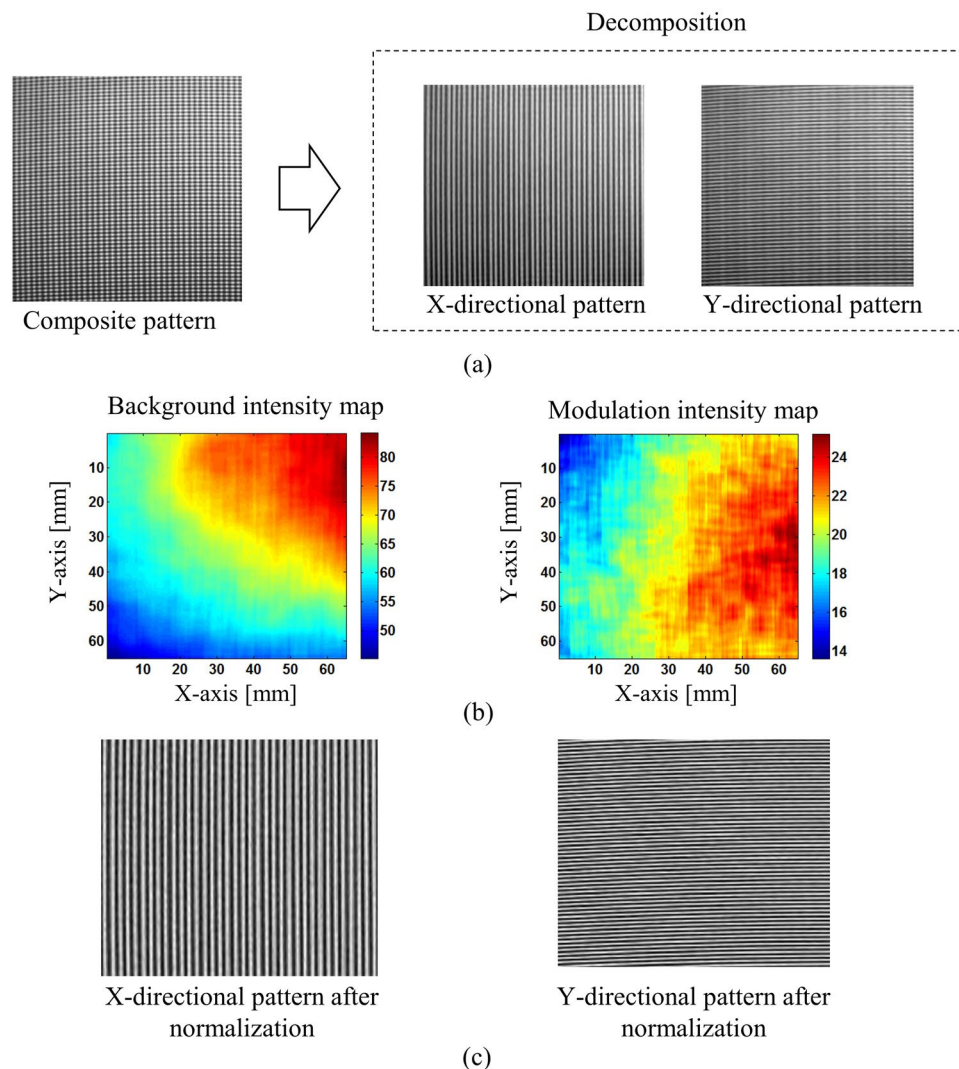 Decomposition
Composite pattern
X-directional pattern
Y-directional pattern
(a)
Background intensity map
Y-axis [mm]
10
20
30
40
50
60
10 20 30 40 50 60
X-axis [mm]
80
75
70
65
60
55
50
Modulation intensity map
Y-axis [mm]
10
20
30
40
50
60
10 20 30 40 50 60
X-axis [mm]
24
22
20
18
16
14
(b)
X-directional pattern after
normalization
Y-directional pattern after
normalization
(c)